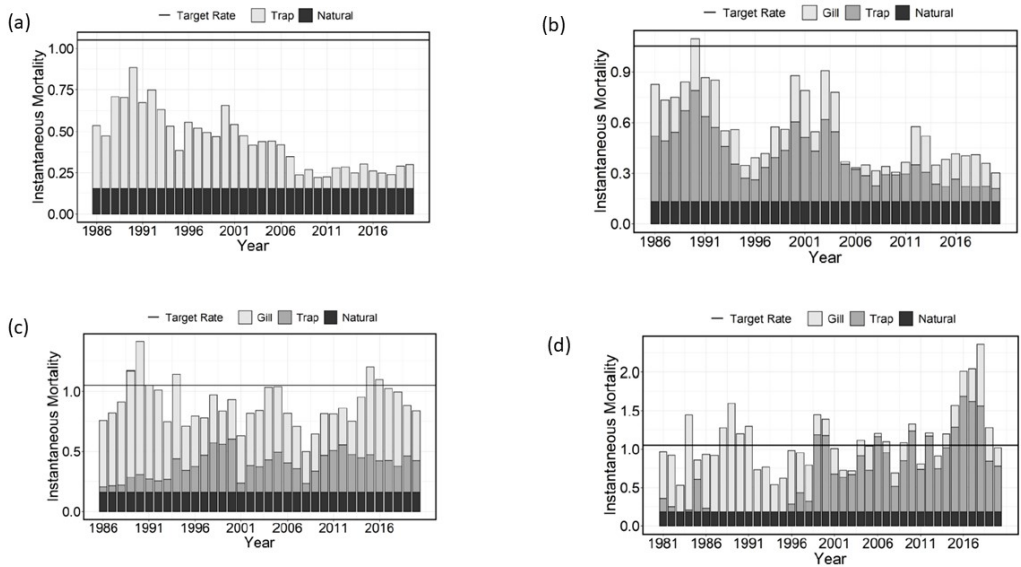 (a)
Target Rate Trap Natural
1.00
0.75
0.50
0.25
0.00
Instantaneous Mortality
1986 1991 1996 2001 2006 2011 2016
Year
(b)
Target Rate Gill Trap Natural
0.9
0.6
0.3
0.0
Instantaneous Mortality
1986 1991 1996 2001 2006 2011 2016
Year
(c)
Target Rate Gill Trap Natural
1.0
0.5
0.0
Instantaneous Mortality
1986 1991 1996 2001 2006 2011 2016
Year
(d)
Target Rate Gill Trap Natural
2.0
1.5
1.0
0.5
0.0
Instantaneous Mortality
1981 1986 1991 1996 2001 2006 2011 2016
Year